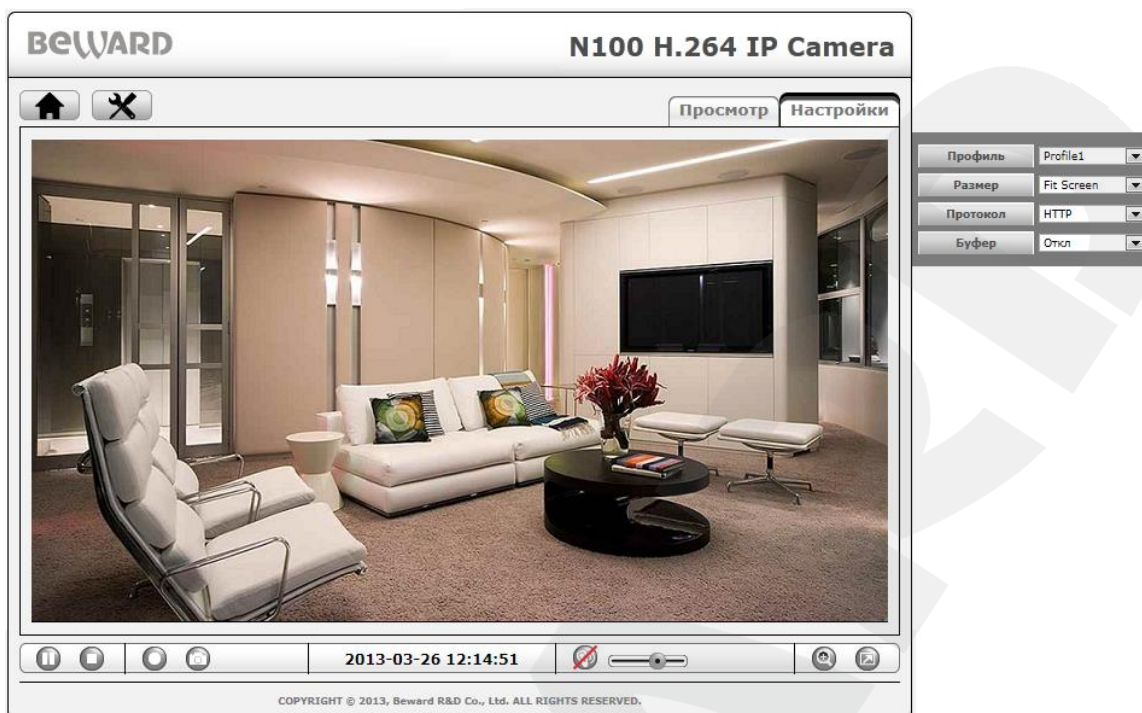 BEWARD
N100 H.264 IP Camera
Просмотр
Настройки
Профиль Profile1
Размер Fit Screen
Протокол HTTP
Буфер Откл
2013-03-26 12:14:51
COPYRIGHT © 2013, Beward R&D Co., Ltd. ALL RIGHTS RESERVED.